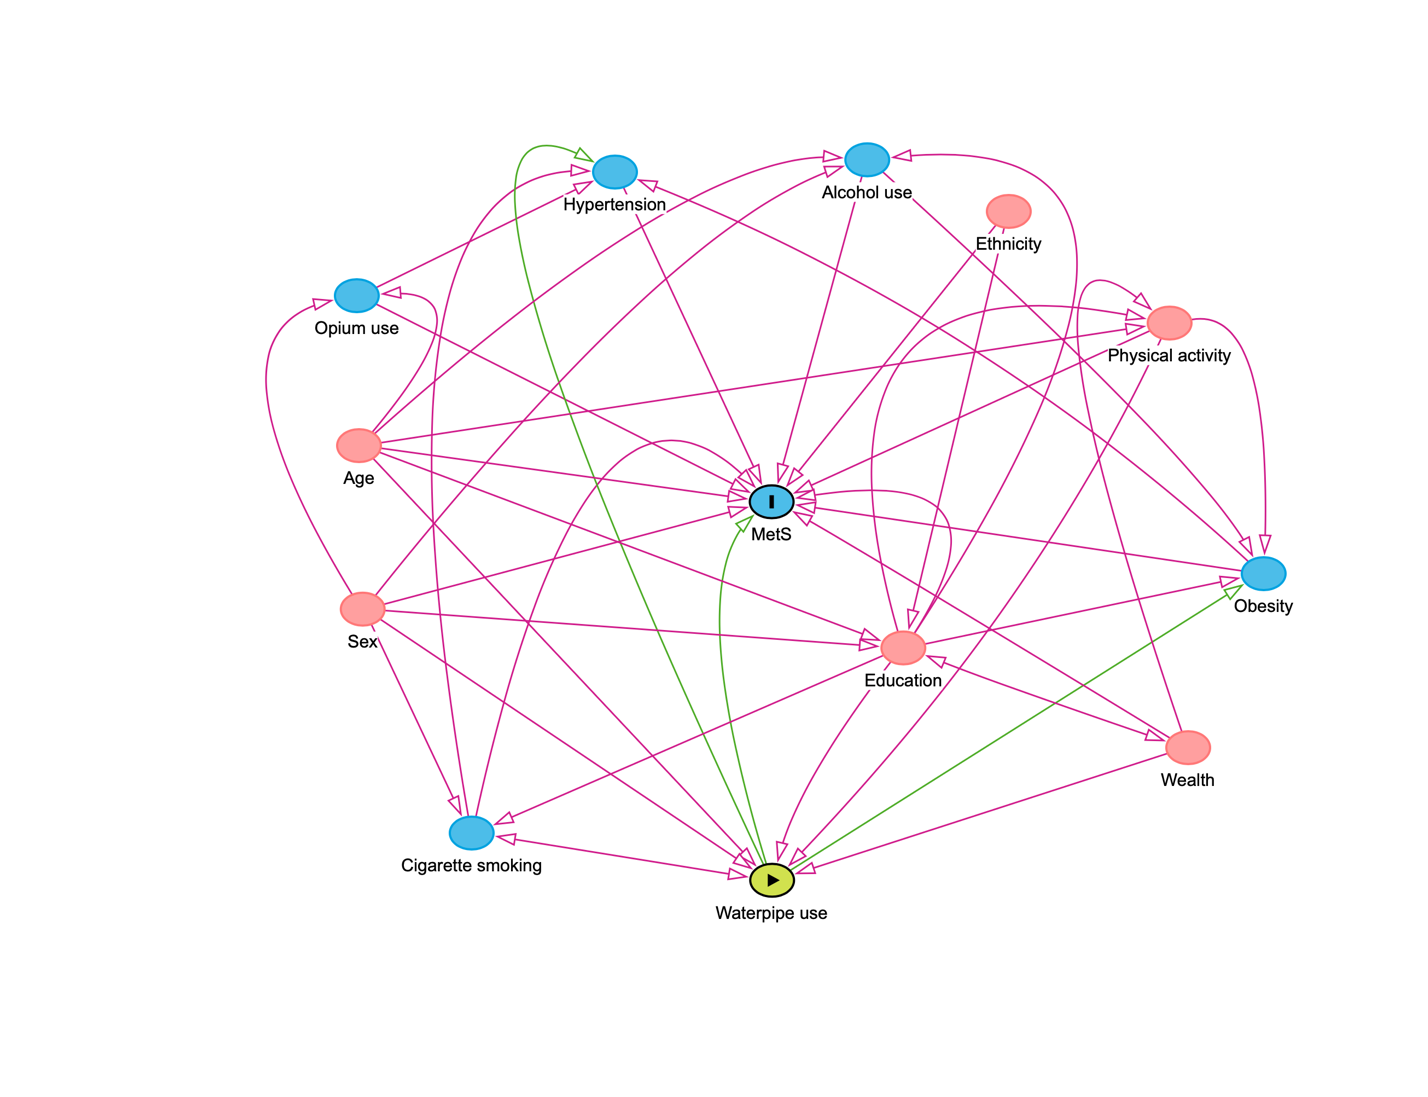 Hypertension
Alcohol use
Ethnicity
Opium use
Physical activity
Age
MetS
Obesity
Sex
Education
Wealth
Cigarette smoking
Waterpipe use